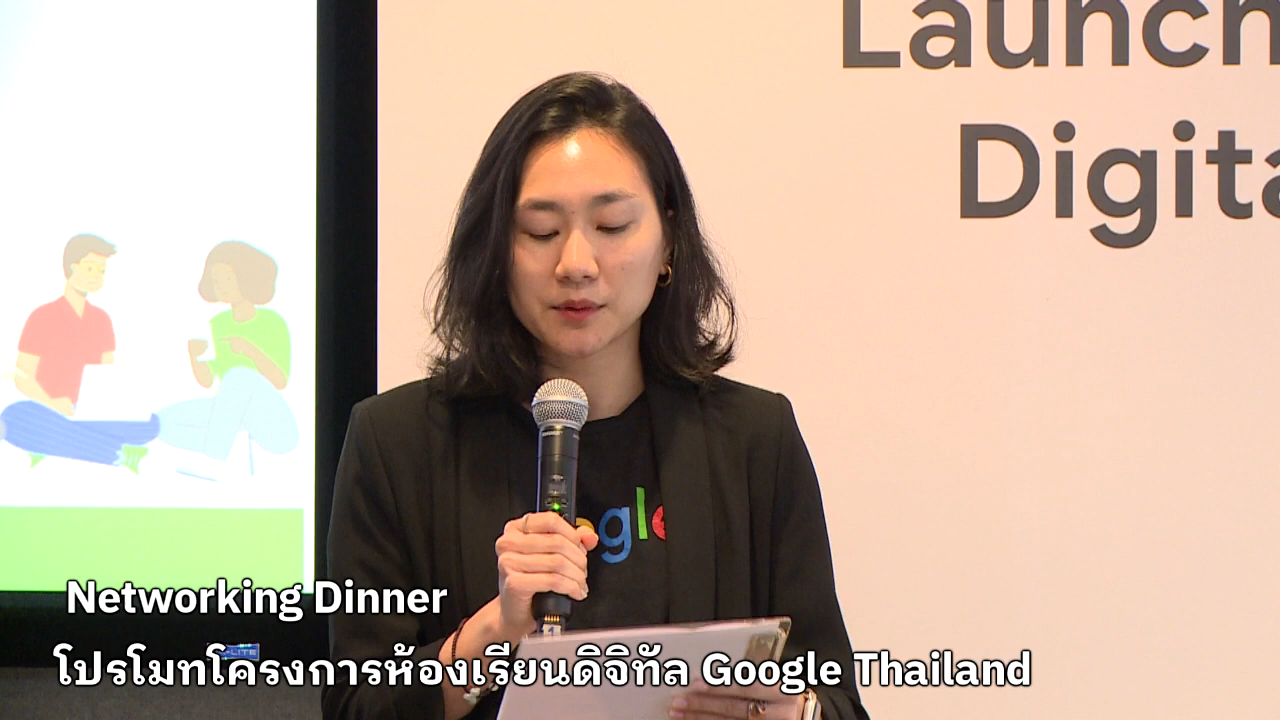 Launch
Digita
ogle
Networking Dinner
โปรโมทโครงการห้องเรียนดิจิทัล Google Thailand